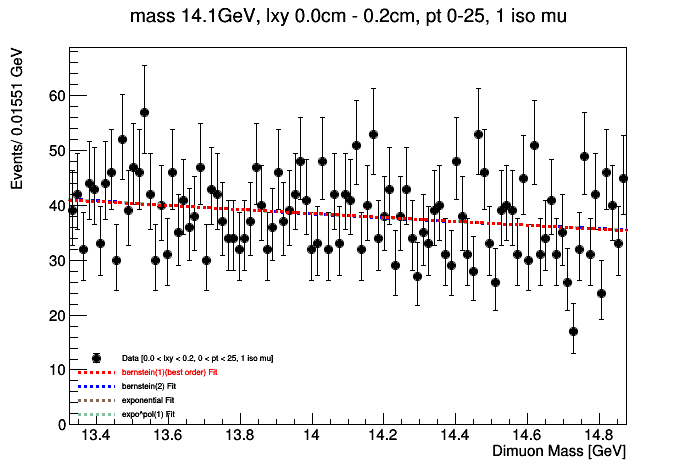 mass 14.1GeV, lxy 0.0cm - 0.2cm, pt 0-25, 1 iso mu
Events/ 0.01551 GeV
60
50
40
30
20
10
0
Data [0.0 < lxy < 0.2, 0 < pt < 25, 1 iso mu]
bernstein(1)(best order) Fit
bernstein(2) Fit
exponential Fit
expo*pol(1) Fit
13.4 13.6 13.8 14 14.2 14.4 14.6 14.8
Dimuon Mass [GeV]